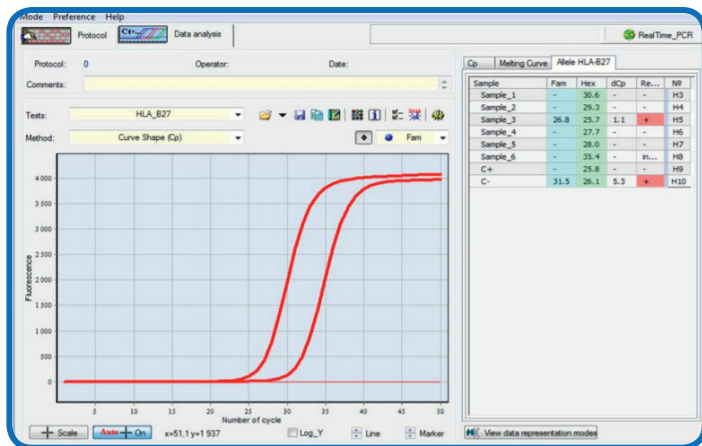 Mode Preference Help
Protocol Ct Data analysis RealTime_PCR
Protocol: 0 Operator: Date:
Comments:
Tests: HLA_B27
Method: Curve Shape (Cp) Fam
4 000
3 500
3 000
2 500
2 000
1 500
1 000
500
0
Fluorescence
5 10 15 20 25 30 35 40 45 50
Number of cycle
Scale Auto On x=51,1 y=1 937 Log_Y Line Marker
Cp Melting Curve Allele HLA-B27
Sample Fam Hex dCp Re... №
Sample_1 - 30.6 - - H3
Sample_2 - 29.3 - - H4
Sample_3 26.8 25.7 1.1 + H5
Sample_4 - 27.7 - - H6
Sample_5 - 28.0 - - H7
Sample_6 - 35.4 - in... H8
C+ - 25.8 - - H9
C- 31.5 26.1 5.3 + H10
View data representation modes